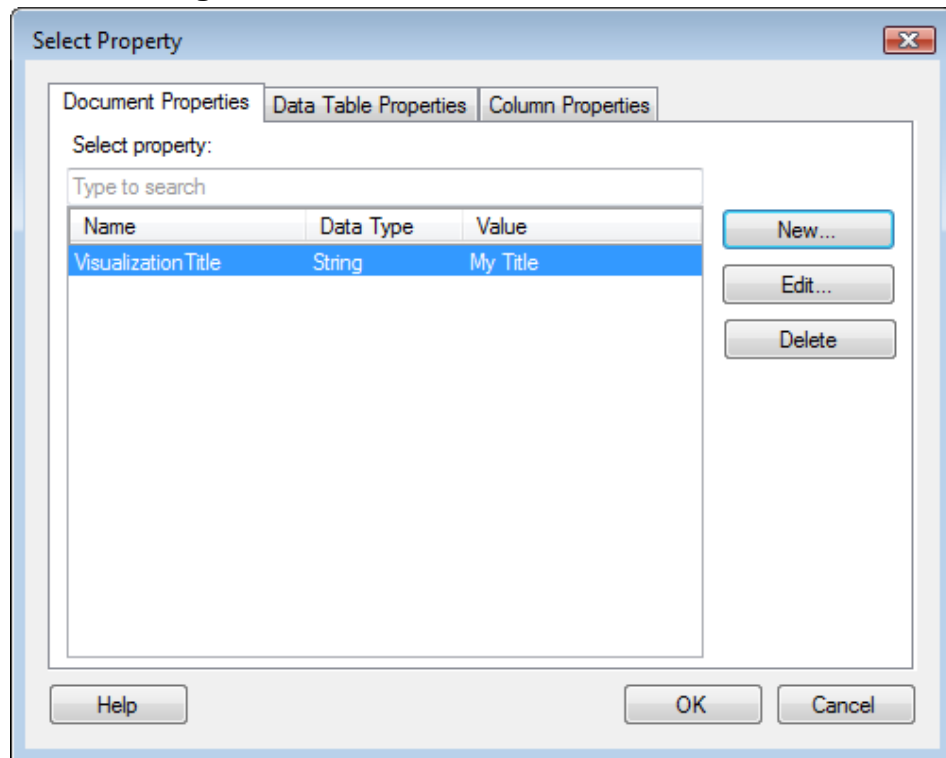 Select Property
Document Properties Data Table Properties Column Properties
Select property:
Type to search
Name Data Type Value
New...
VisualizationTitle String My Title
Edit...
Delete
Help OK Cancel